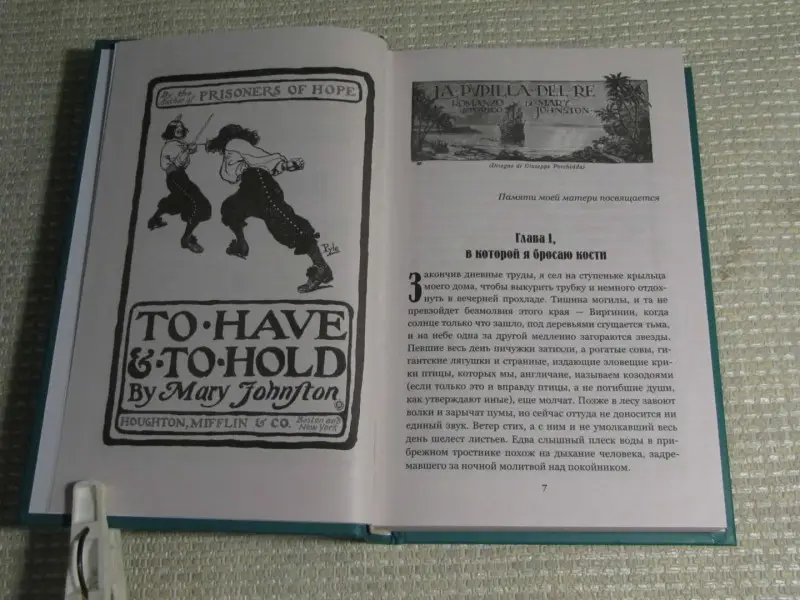 By the
Author of PRISONERS OF HOPE
Pyle
TO·HAVE
&·TO·HOLD
By Mary Johnston
HOUGHTON, MIFFLIN & CO. Boston and
New York
LA·PVPILLA·DEL·RE
ROMANZO DI MARY
STORICO JOHNSTON
(Disegno di Giuseppe Porcheddu)
Памяти моей матери посвящается
Глава I,
в которой я бросаю кости
Закончив дневные труды, я сел на ступеньке крыльца
моего дома, чтобы выкурить трубку и немного отдох-
нуть в вечерней прохладе. Тишина могилы, и та не
превзойдет безмолвия этого края — Виргинии, когда
солнце только что зашло, под деревьями сгущается тьма,
и на небе одна за другой медленно загораются звезды.
Певшие весь день пичужки затихли, а рогатые совы, ги-
гантские лягушки и странные, издающие зловещие кри-
ки птицы, которых мы, англичане, называем козодоями
(если только это и вправду птицы, а не погибшие души,
как утверждают иные), еще молчат. Позже в лесу завоют
волки и зарычат пумы, но сейчас оттуда не доносится ни
единый звук. Ветер стих, а с ним и не умолкавший весь
день шелест листьев. Едва слышный плеск воды в при-
брежном тростнике похож на дыхание человека, задре-
мавшего за ночной молитвой над покойником.
7